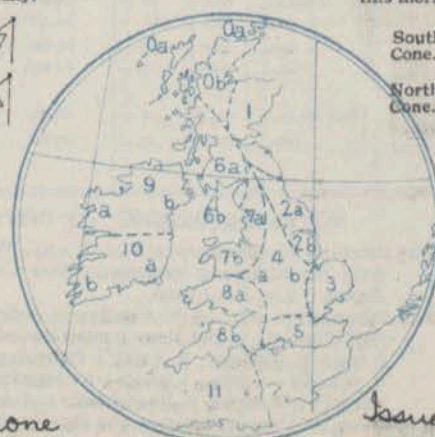 South
Cone.
North
Cone.
0a 0a
0b
1
6a
9
a b 6b 7a 2a
2b
10 7b 4
a b 3
b a 8a
5
8b
11
one Issue